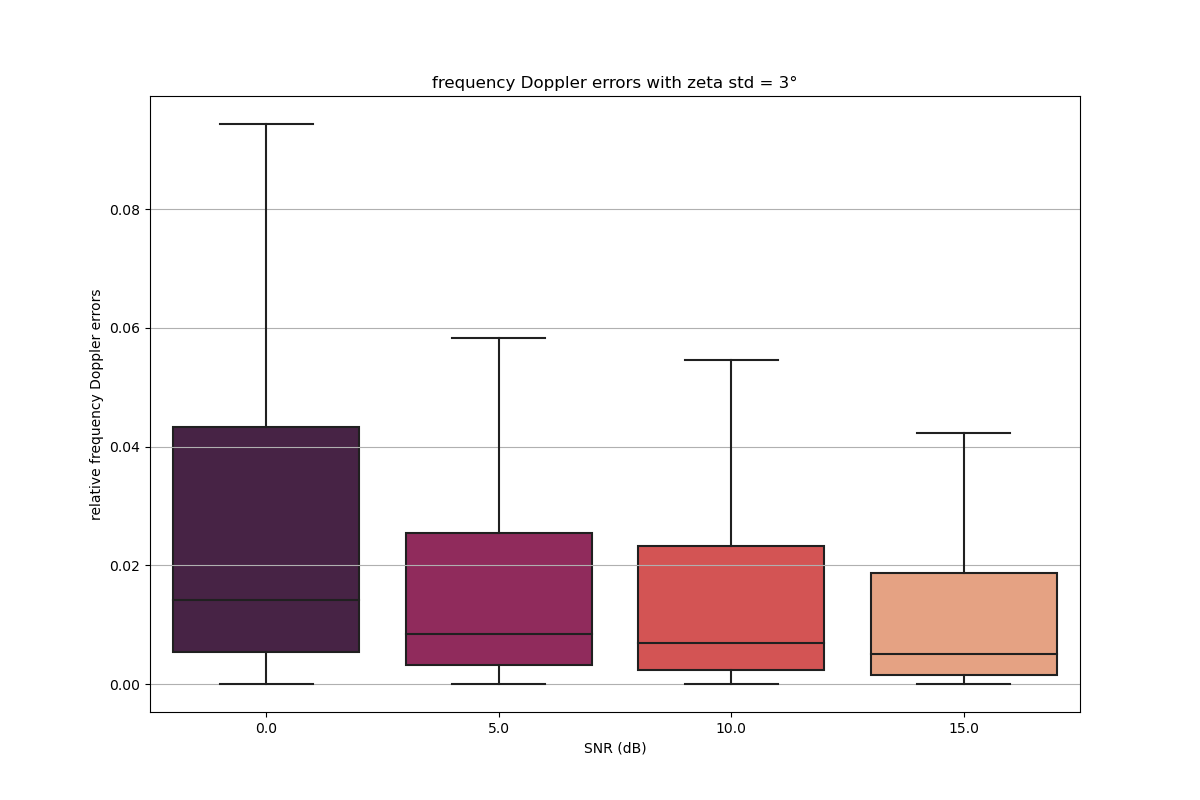 frequency Doppler errors with zeta std = 3°
relative frequency Doppler errors
0.08
0.06
0.04
0.02
0.00
0.0 5.0 10.0 15.0
SNR (dB)